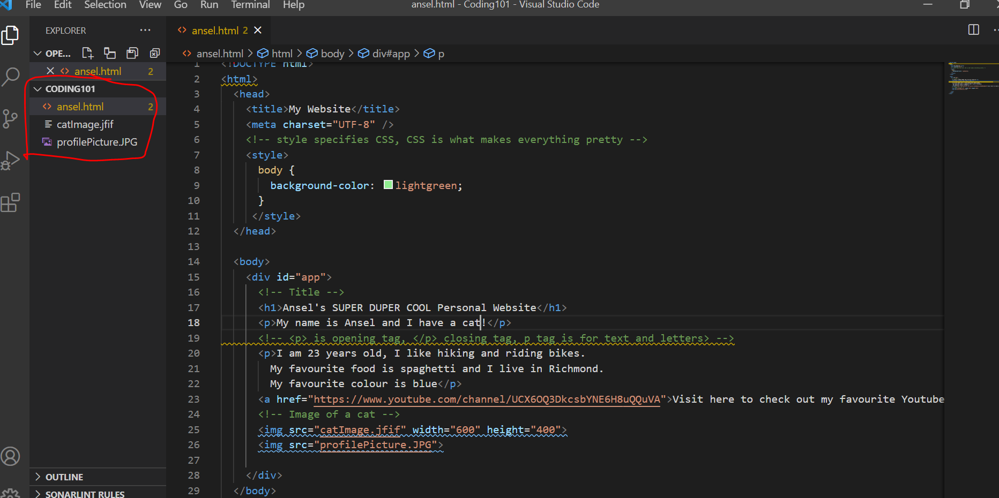 File Edit Selection View Go Run Terminal Help
ansel.html - Coding101 - Visual Studio Code
EXPLORER
OPE...
ansel.html 2
CODING101
ansel.html 2
catImage.jfif
profilePicture.JPG
OUTLINE
SONARLINT RULES
ansel.html 2
ansel.html > html > body > div#app > p
1 <!DOCTYPE html>
2 <html>
3 <head>
4 <title>My Website</title>
5 <meta charset="UTF-8" />
6 <!-- style specifies CSS, CSS is what makes everything pretty -->
7 <style>
8 body {
9 background-color: lightgreen;
10 }
11 </style>
12 </head>
13
14 <body>
15 <div id="app">
16 <!-- Title -->
17 <h1>Ansel's SUPER DUPER COOL Personal Website</h1>
18 <p>My name is Ansel and I have a cat!</p>
19 <!-- <p> is opening tag, </p> closing tag, p tag is for text and letters> -->
20 <p>I am 23 years old, I like hiking and riding bikes.
21 My favourite food is spaghetti and I live in Richmond.
22 My favourite colour is blue</p>
23 <a href="https://www.youtube.com/channel/UCX6OQ3DkcsbYNE6H8uQQuVA">Visit here to check out my favourite Youtube
24 <!-- Image of a cat -->
25 <img src="catImage.jfif" width="600" height="400">
26 <img src="profilePicture.JPG">
27
28 </div>
29 </body>